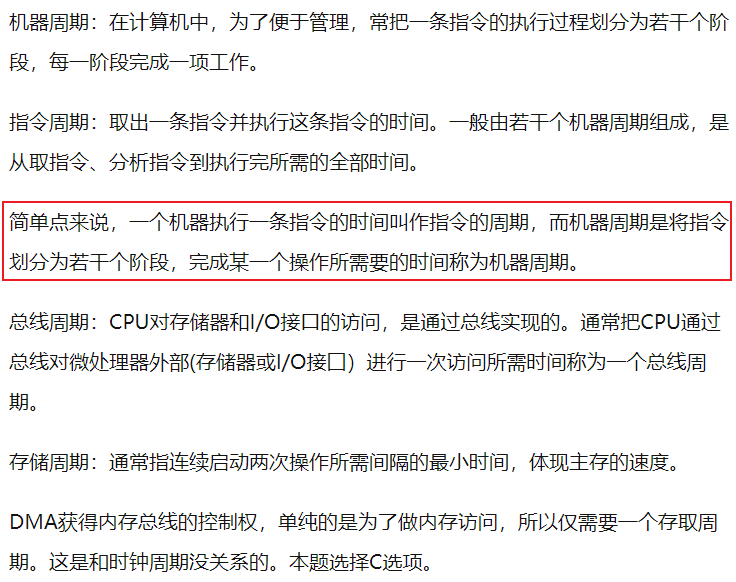 机器周期：在计算机中，为了便于管理，常把一条指令的执行过程划分为若干个阶
段，每一阶段完成一项工作。
指令周期：取出一条指令并执行这条指令的时间。一般由若干个机器周期组成，是
从取指令、分析指令到执行完所需的全部时间。
简单点来说，一个机器执行一条指令的时间叫作指令的周期，而机器周期是将指令
划分为若干个阶段，完成某一个操作所需要的时间称为机器周期。
总线周期：CPU对存储器和I/O接口的访问，是通过总线实现的。通常把CPU通过
总线对微处理器外部(存储器或I/O接囗）进行一次访问所需时间称为一个总线周
期。
存储周期：通常指连续启动两次操作所需间隔的最小时间，体现主存的速度。
DMA获得内存总线的控制权，单纯的是为了做内存访问，所以仅需要一个存取周
期。这是和时钟周期没关系的。本题选择C选项。